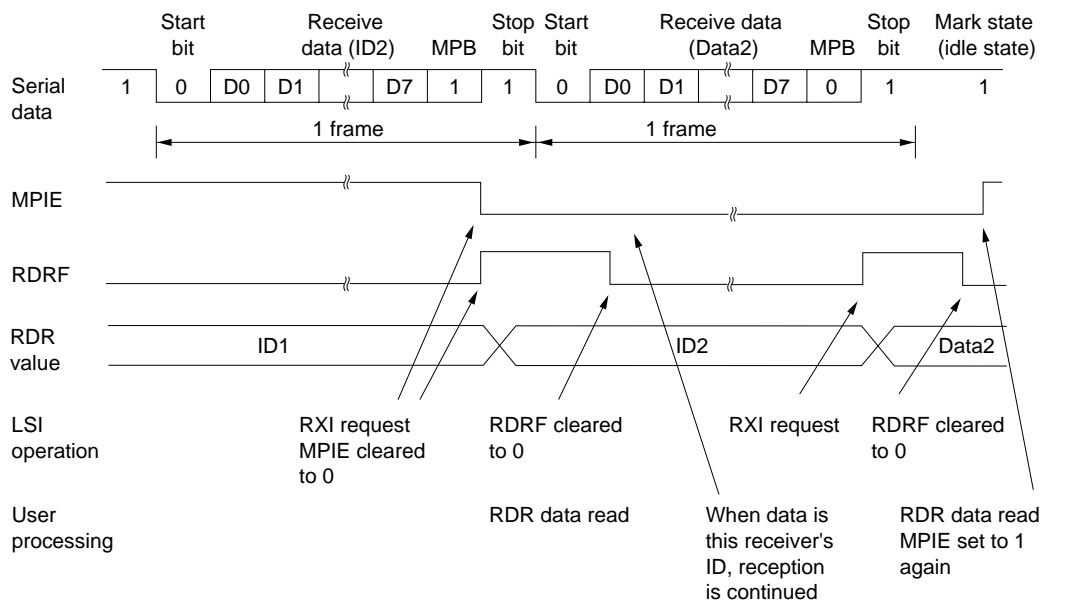 Start bit
Receive data (ID2)
MPB
Stop bit
Start bit
Receive data (Data2)
MPB
Stop bit
Mark state (idle state)
Serial data
1 0 D0 D1 D7 1 1 0 D0 D1 D7 0 1 1
1 frame 1 frame
MPIE
RDRF
RDR value
ID1 ID2 Data2
LSI operation
RXI request
MPIE cleared
to 0
RDRF cleared
to 0
RXI request
RDRF cleared
to 0
User processing
RDR data read
When data is
this receiver's
ID, reception
is continued
RDR data read
MPIE set to 1
again